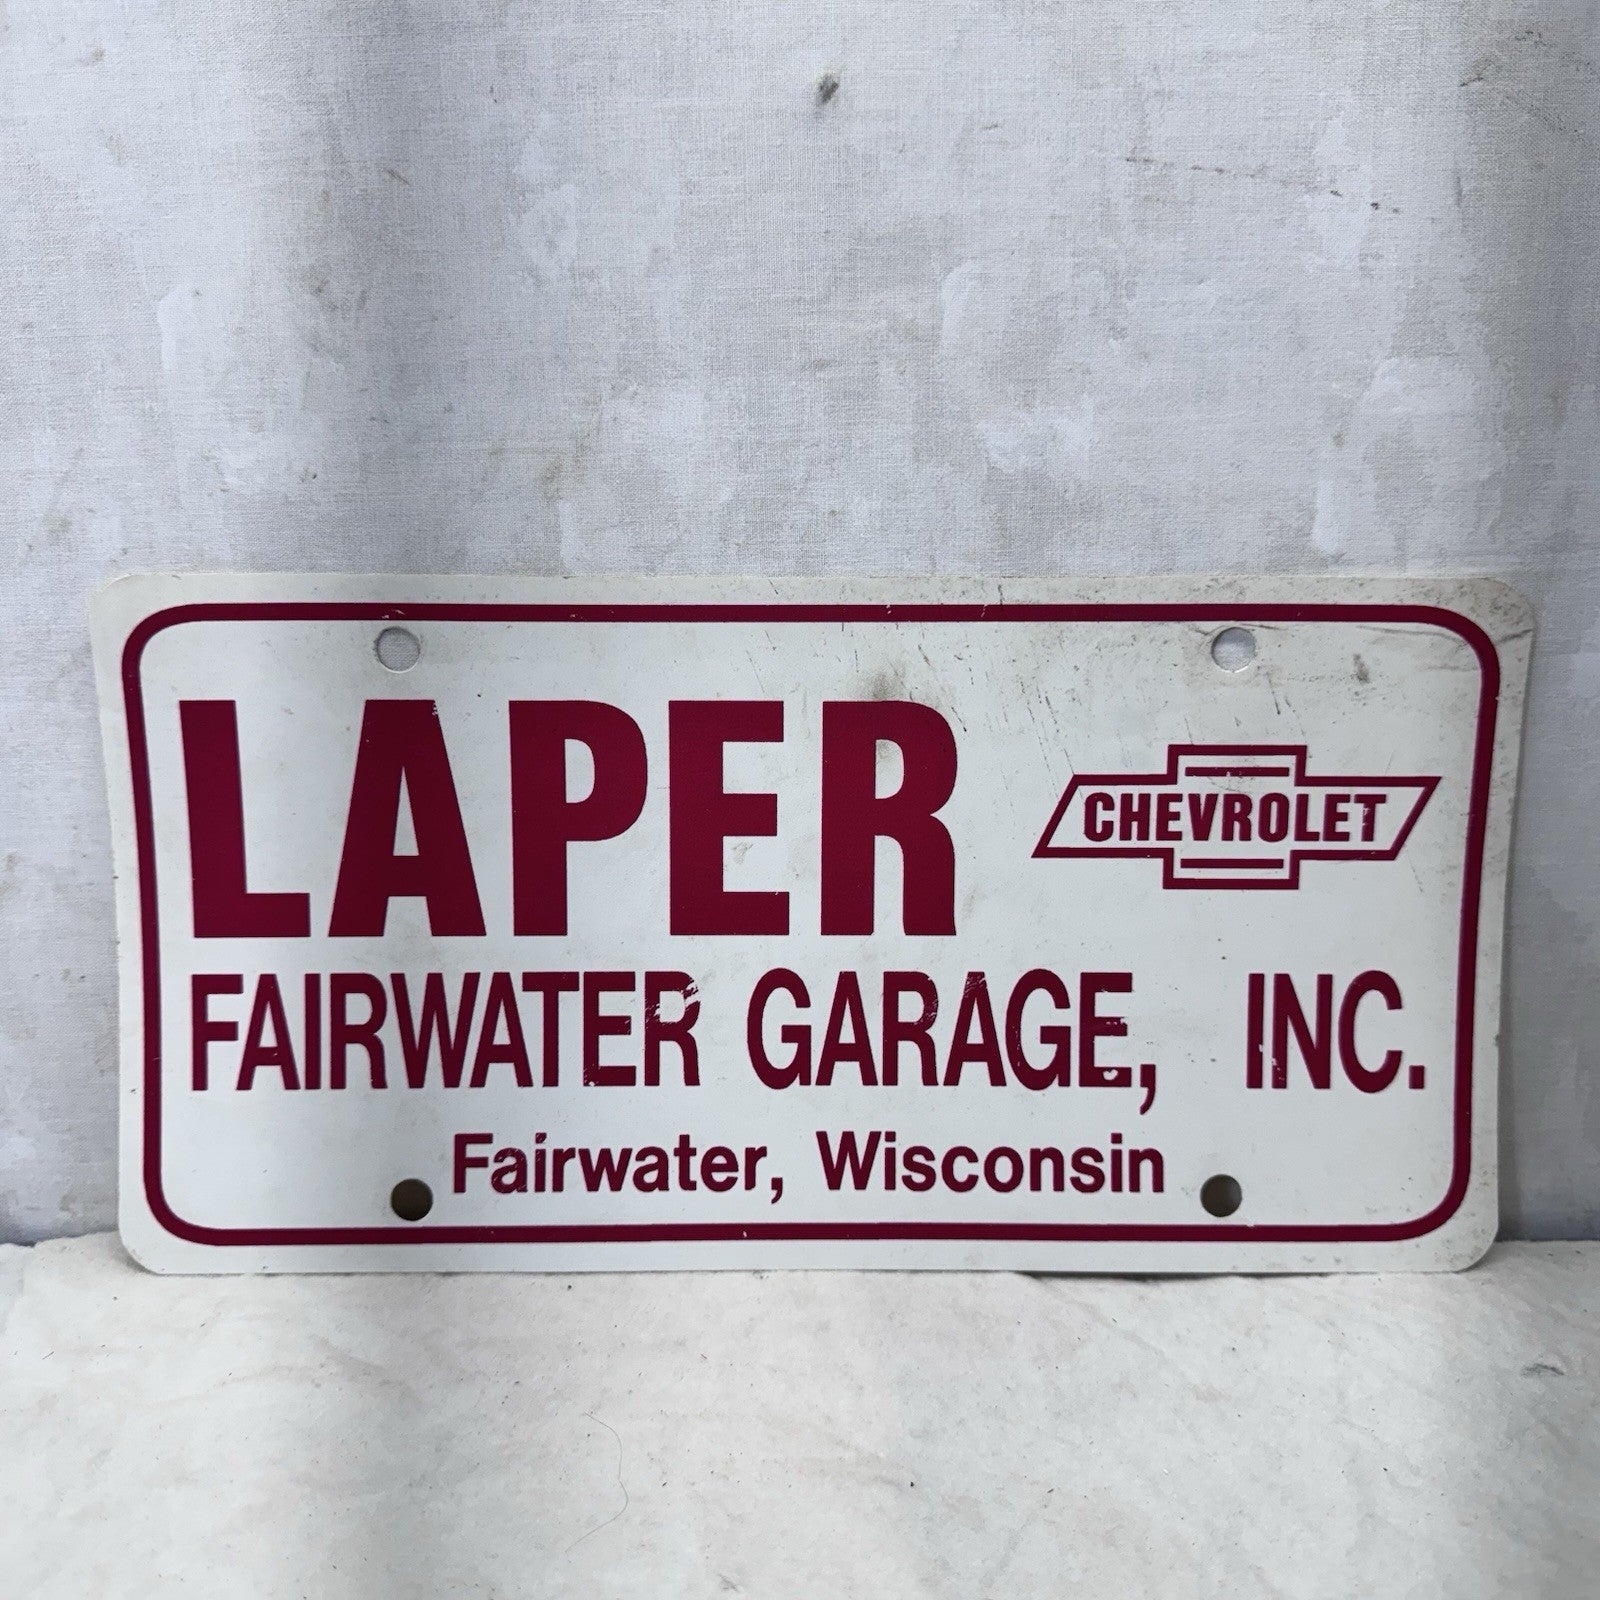 LAPER
CHEVROLET
FAIRWATER GARAGE, INC.
Fairwater, Wisconsin